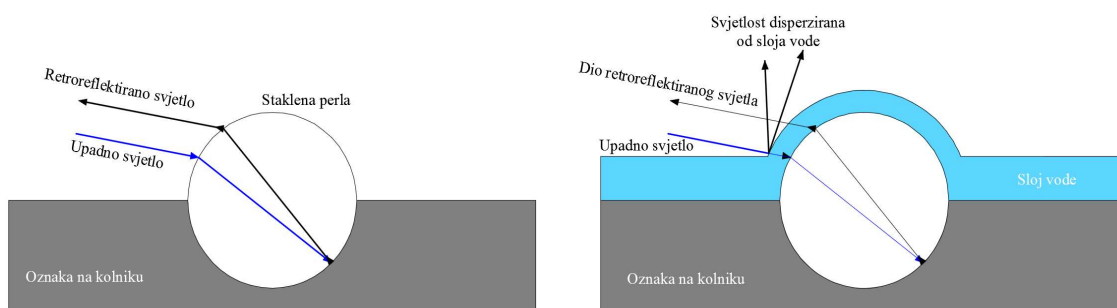 Retroreflektirano svjetlo
Staklena perla
Upadno svjetlo
Oznaka na kolniku
Svjetlost disperzirana
od sloja vode
Dio retroreflektiranog svjetla
Upadno svjetlo
Sloj vode
Oznaka na kolniku